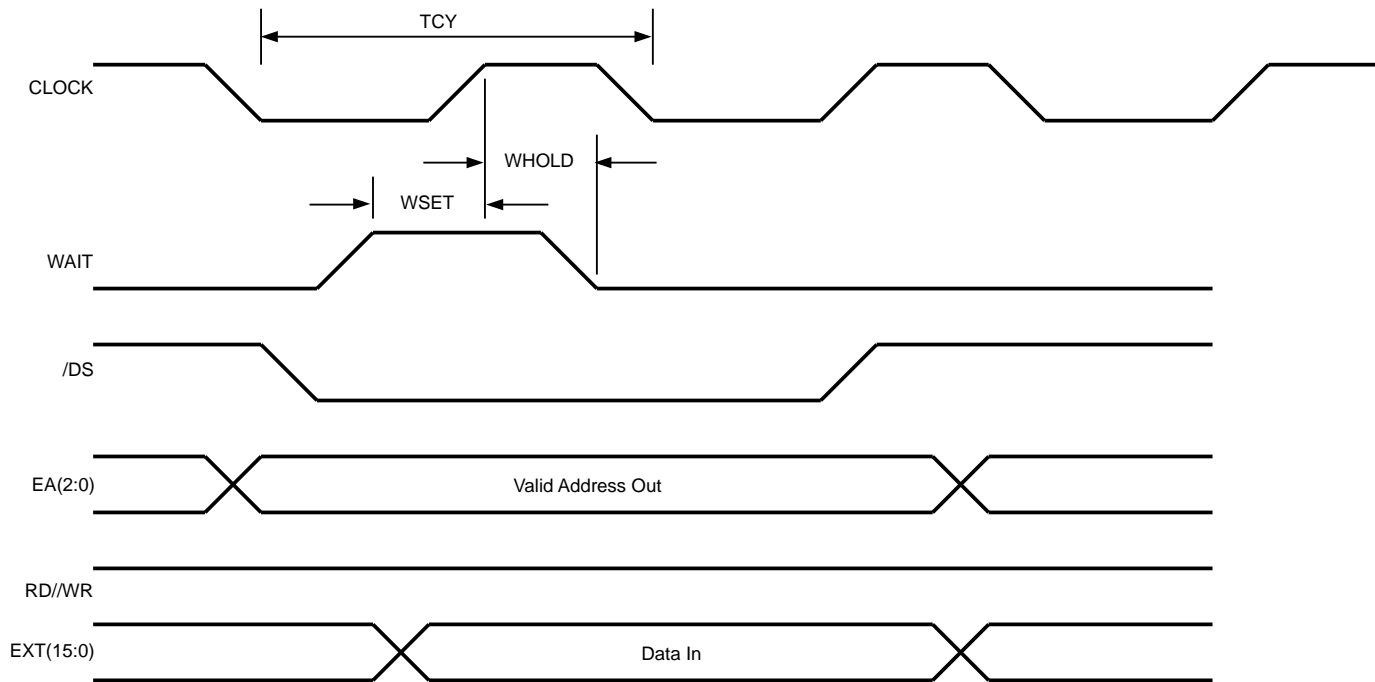 TCY
CLOCK
WHOLD
WSET
WAIT
/DS
EA(2:0)
Valid Address Out
RD//WR
EXT(15:0)
Data In